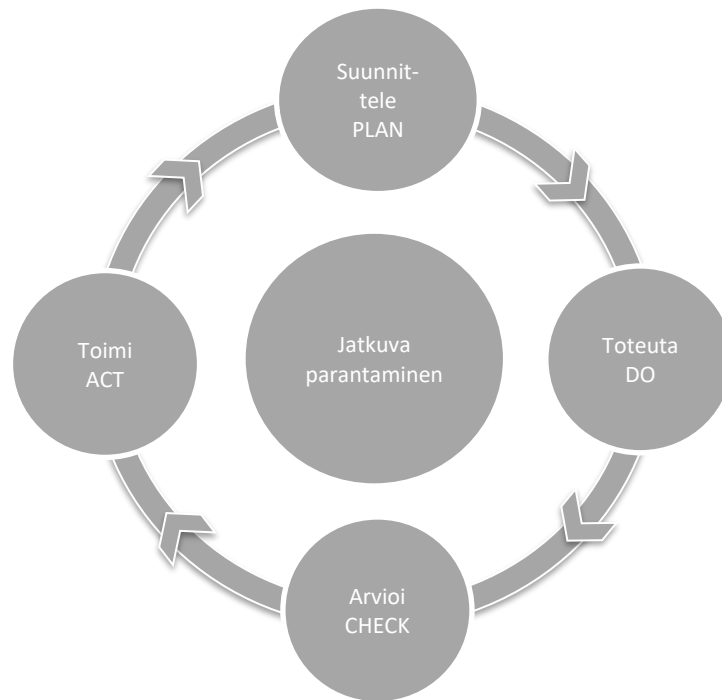 Suunnit-
tele
PLAN
Toteuta
DO
Arvioi
CHECK
Toimi
ACT
Jatkuva
parantaminen